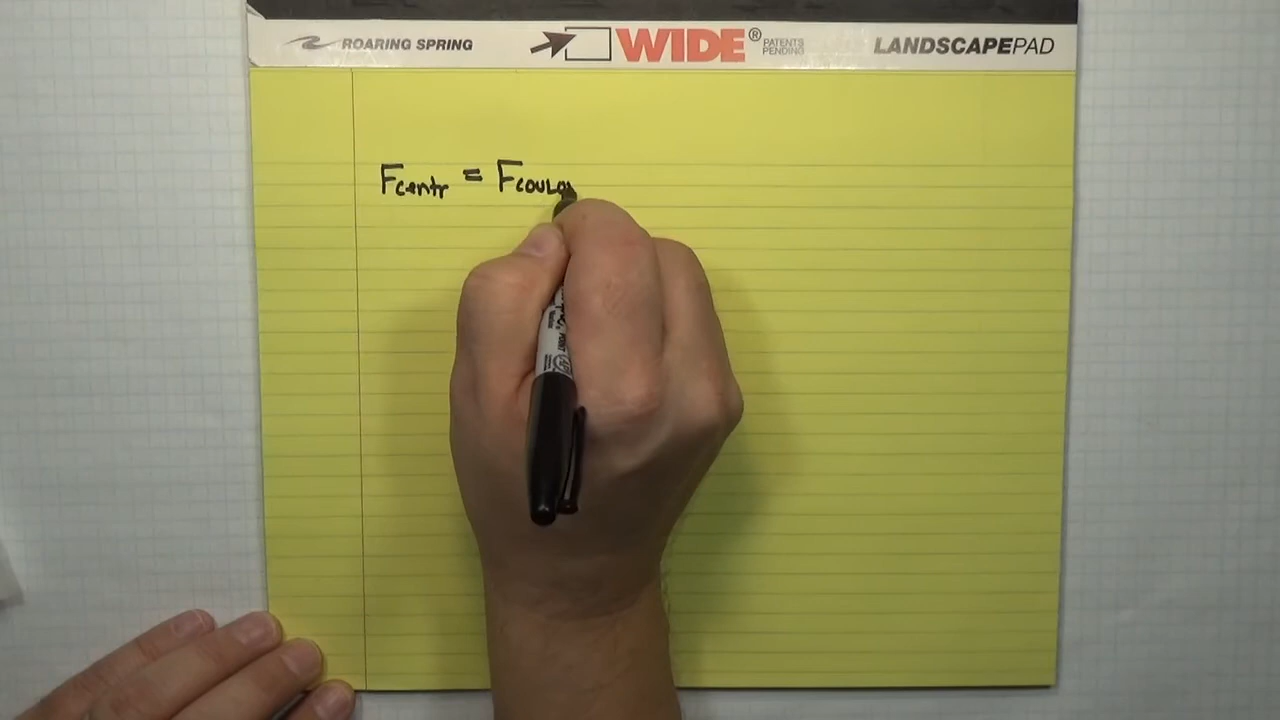 ROARING SPRING WIDE® PATENTS PENDING LANDSCAPEPAD
Fcentr = Fcoulo